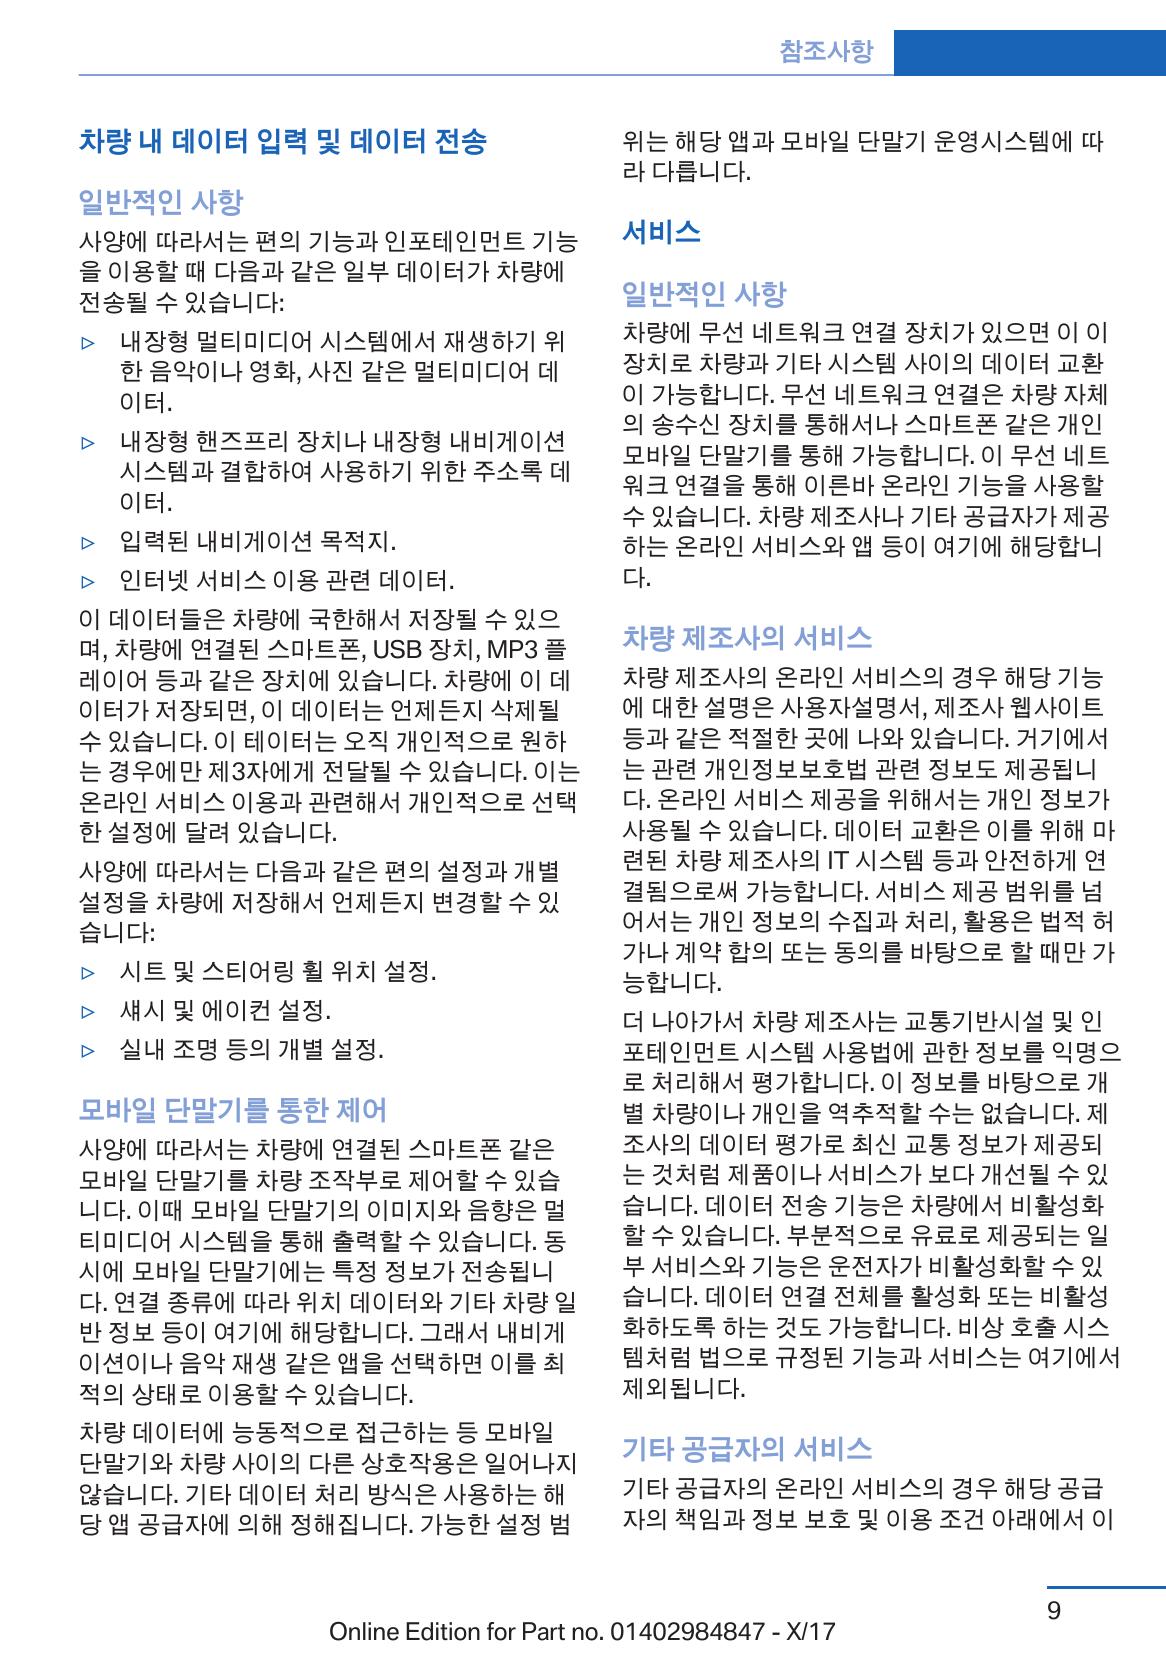 참조사항
차량 내 데이터 입력 및 데이터 전송
일반적인 사항
사양에 따라서는 편의 기능과 인포테인먼트 기능
을 이용할 때 다음과 같은 일부 데이터가 차량에
전송될 수 있습니다:
▷ 내장형 멀티미디어 시스템에서 재생하기 위
한 음악이나 영화, 사진 같은 멀티미디어 데
이터.
▷ 내장형 핸즈프리 장치나 내장형 내비게이션
시스템과 결합하여 사용하기 위한 주소록 데
이터.
▷ 입력된 내비게이션 목적지.
▷ 인터넷 서비스 이용 관련 데이터.
이 데이터들은 차량에 국한해서 저장될 수 있으
며, 차량에 연결된 스마트폰, USB 장치, MP3 플
레이어 등과 같은 장치에 있습니다. 차량에 이 데
이터가 저장되면, 이 데이터는 언제든지 삭제될
수 있습니다. 이 테이터는 오직 개인적으로 원하
는 경우에만 제3자에게 전달될 수 있습니다. 이는
온라인 서비스 이용과 관련해서 개인적으로 선택
한 설정에 달려 있습니다.
사양에 따라서는 다음과 같은 편의 설정과 개별
설정을 차량에 저장해서 언제든지 변경할 수 있
습니다:
▷ 시트 및 스티어링 휠 위치 설정.
▷ 섀시 및 에이컨 설정.
▷ 실내 조명 등의 개별 설정.
모바일 단말기를 통한 제어
사양에 따라서는 차량에 연결된 스마트폰 같은
모바일 단말기를 차량 조작부로 제어할 수 있습
니다. 이때 모바일 단말기의 이미지와 음향은 멀
티미디어 시스템을 통해 출력할 수 있습니다. 동
시에 모바일 단말기에는 특정 정보가 전송됩니
다. 연결 종류에 따라 위치 데이터와 기타 차량 일
반 정보 등이 여기에 해당합니다. 그래서 내비게
이션이나 음악 재생 같은 앱을 선택하면 이를 최
적의 상태로 이용할 수 있습니다.
차량 데이터에 능동적으로 접근하는 등 모바일
단말기와 차량 사이의 다른 상호작용은 일어나지
않습니다. 기타 데이터 처리 방식은 사용하는 해
당 앱 공급자에 의해 정해집니다. 가능한 설정 범
위는 해당 앱과 모바일 단말기 운영시스템에 따
라 다릅니다.
서비스
일반적인 사항
차량에 무선 네트워크 연결 장치가 있으면 이 이
장치로 차량과 기타 시스템 사이의 데이터 교환
이 가능합니다. 무선 네트워크 연결은 차량 자체
의 송수신 장치를 통해서나 스마트폰 같은 개인
모바일 단말기를 통해 가능합니다. 이 무선 네트
워크 연결을 통해 이른바 온라인 기능을 사용할
수 있습니다. 차량 제조사나 기타 공급자가 제공
하는 온라인 서비스와 앱 등이 여기에 해당합니
다.
차량 제조사의 서비스
차량 제조사의 온라인 서비스의 경우 해당 기능
에 대한 설명은 사용자설명서, 제조사 웹사이트
등과 같은 적절한 곳에 나와 있습니다. 거기에서
는 관련 개인정보보호법 관련 정보도 제공됩니
다. 온라인 서비스 제공을 위해서는 개인 정보가
사용될 수 있습니다. 데이터 교환은 이를 위해 마
련된 차량 제조사의 IT 시스템 등과 안전하게 연
결됨으로써 가능합니다. 서비스 제공 범위를 넘
어서는 개인 정보의 수집과 처리, 활용은 법적 허
가나 계약 합의 또는 동의를 바탕으로 할 때만 가
능합니다.
더 나아가서 차량 제조사는 교통기반시설 및 인
포테인먼트 시스템 사용법에 관한 정보를 익명으
로 처리해서 평가합니다. 이 정보를 바탕으로 개
별 차량이나 개인을 역추적할 수는 없습니다. 제
조사의 데이터 평가로 최신 교통 정보가 제공되
는 것처럼 제품이나 서비스가 보다 개선될 수 있
습니다. 데이터 전송 기능은 차량에서 비활성화
할 수 있습니다. 부분적으로 유료로 제공되는 일
부 서비스와 기능은 운전자가 비활성화할 수 있
습니다. 데이터 연결 전체를 활성화 또는 비활성
화하도록 하는 것도 가능합니다. 비상 호출 시스
템처럼 법으로 규정된 기능과 서비스는 여기에서
제외됩니다.
기타 공급자의 서비스
기타 공급자의 온라인 서비스의 경우 해당 공급
자의 책임과 정보 보호 및 이용 조건 아래에서 이
9
Online Edition for Part no. 01402984847 - X/17